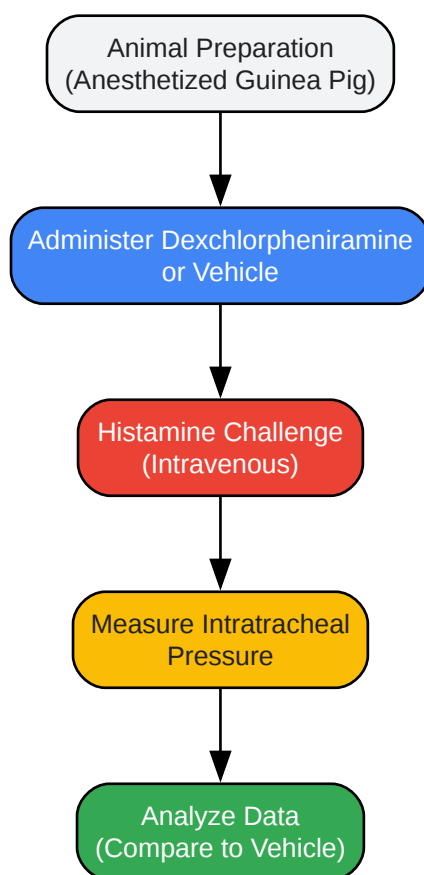 Animal Preparation
(Anesthetized Guinea Pig)
Administer Dexchlorpheniramine
or Vehicle
Histamine Challenge
(Intravenous)
Measure Intratracheal
Pressure
Analyze Data
(Compare to Vehicle)